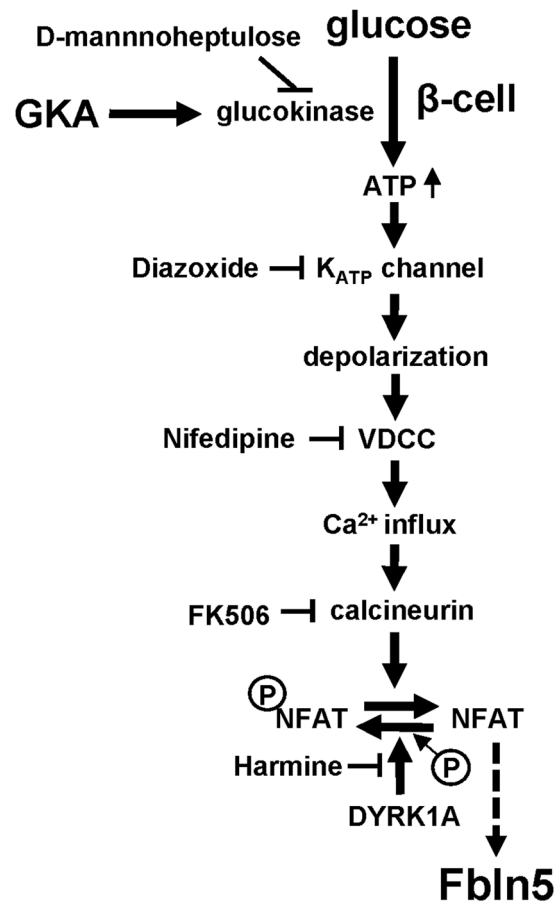 D-mannnoheptulose
glucose
GKA
glucokinase
β-cell
ATP
Diazoxide
K_ATP channel
depolarization
Nifedipine
VDCC
Ca²⁺ influx
FK506
calcineurin
P
NFAT
NFAT
Harmine
P
DYRK1A
Fbln5